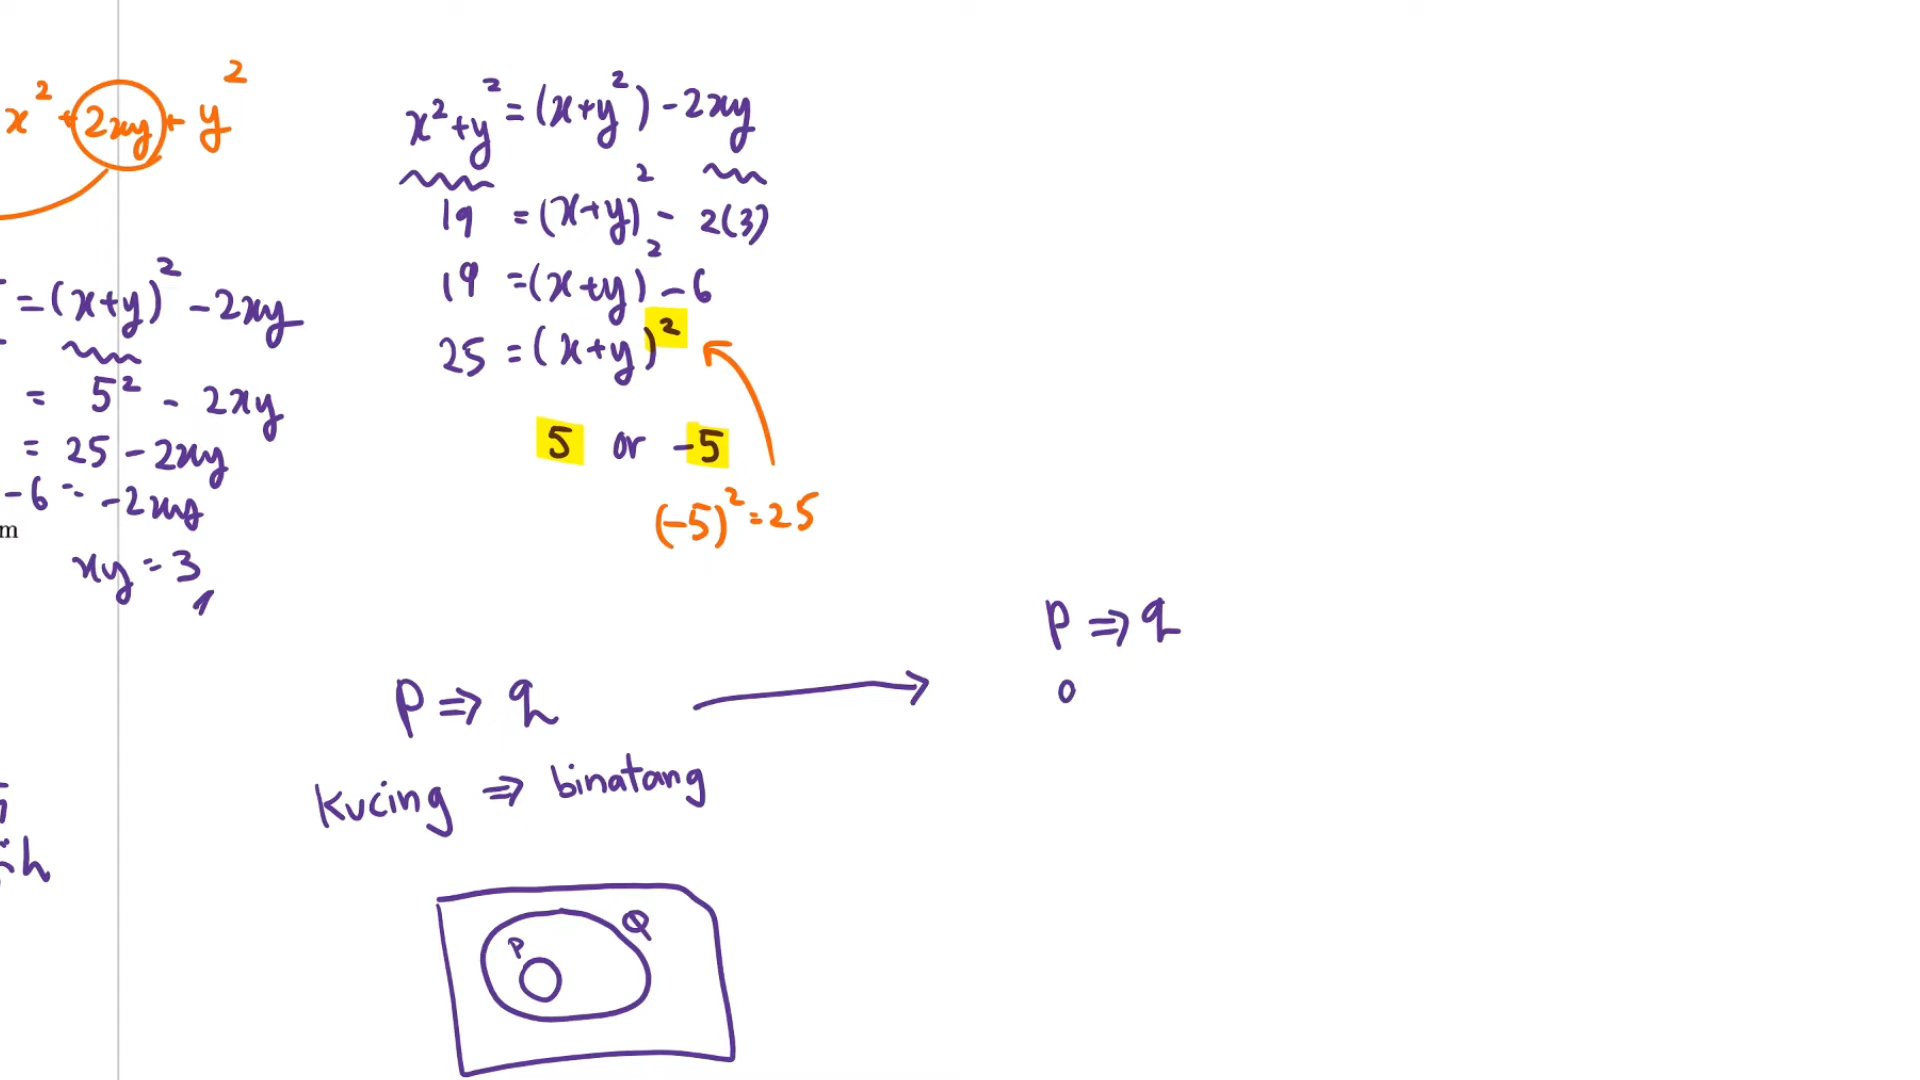 x² + 2xy + y²
= (x+y)² - 2xy
= 5² - 2xy
= 25 - 2xy
-6 = -2xy
m
xy = 3
x² + y² = (x+y²) - 2xy
19 = (x+y)² - 2(3)
19 = (x+y)² - 6
25 = (x+y)²
5 or -5
(-5)² = 25
p ⇒ q
kucing ⇒ binatang
P
Q
p ⇒ q
0